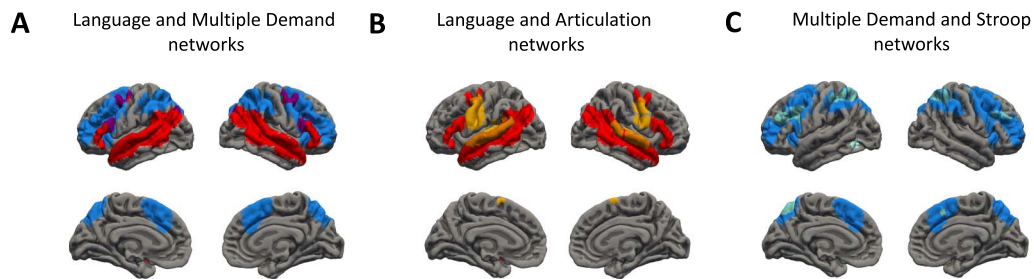 A
Language and Multiple Demand
networks
B
Language and Articulation
networks
C
Multiple Demand and Stroop
networks